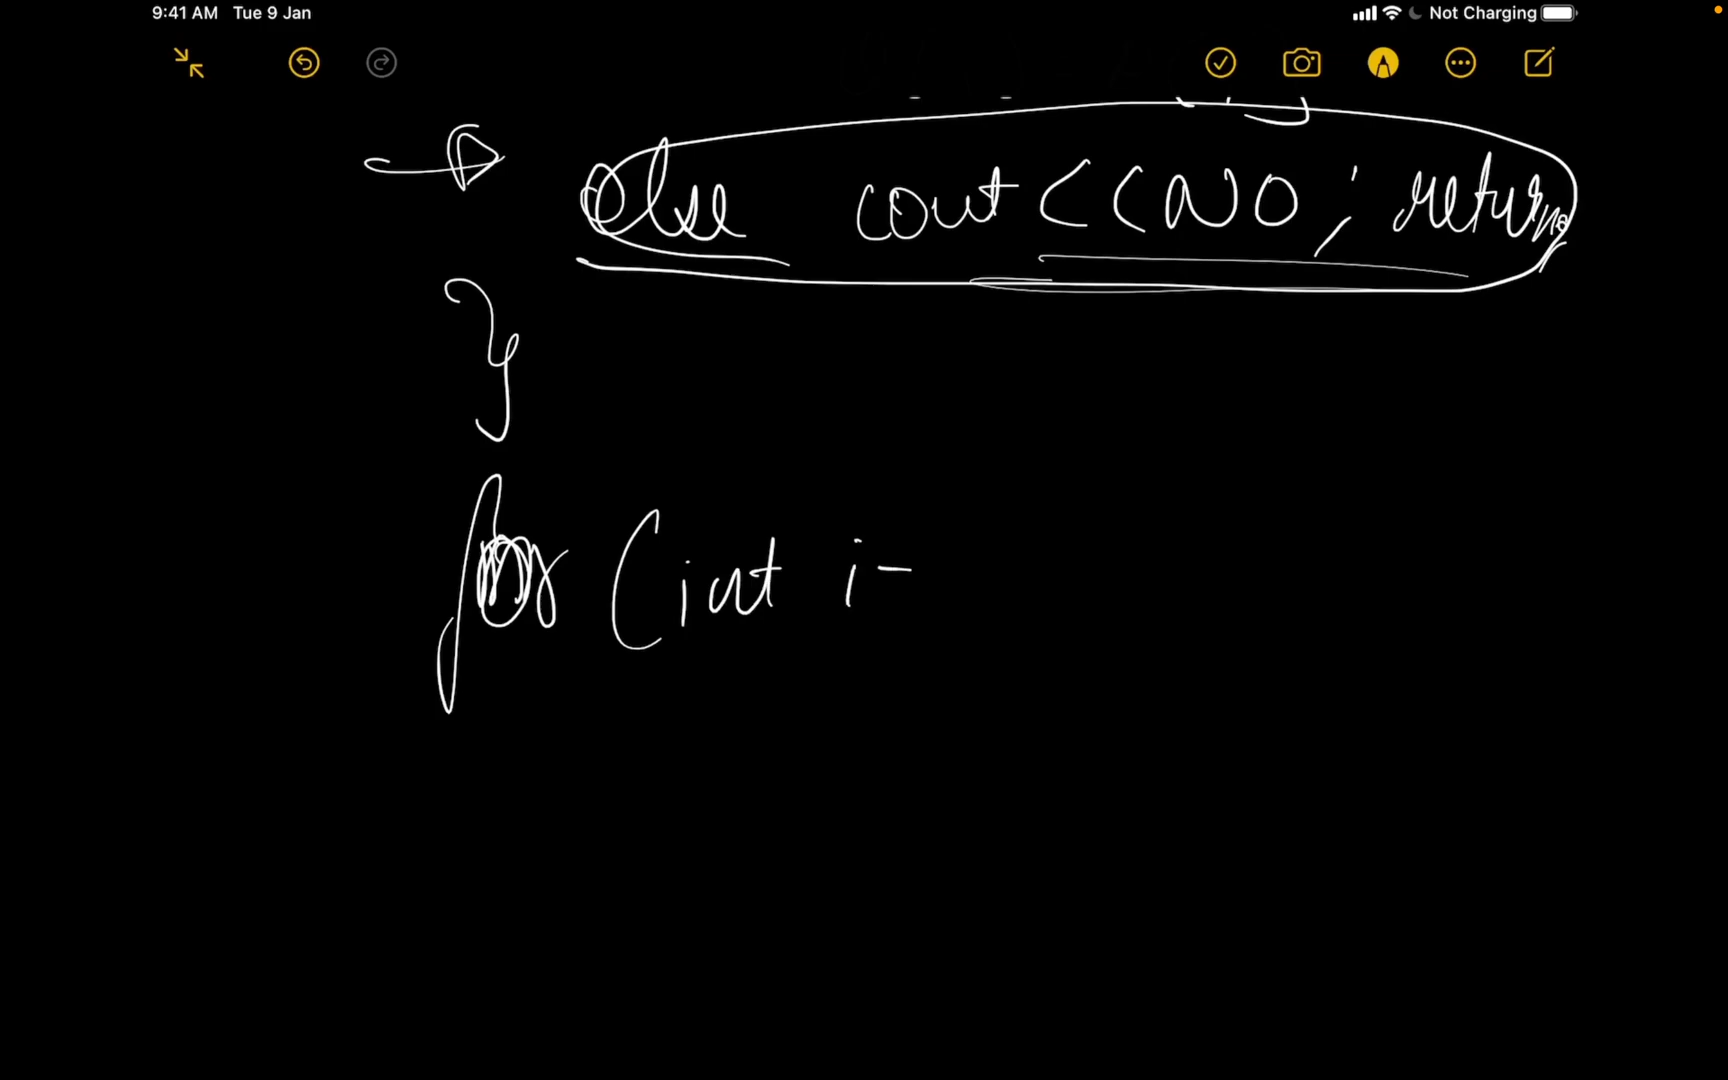 9:41 AM Tue 9 Jan Not Charging
else cout<<NO; return
}
for (int i-